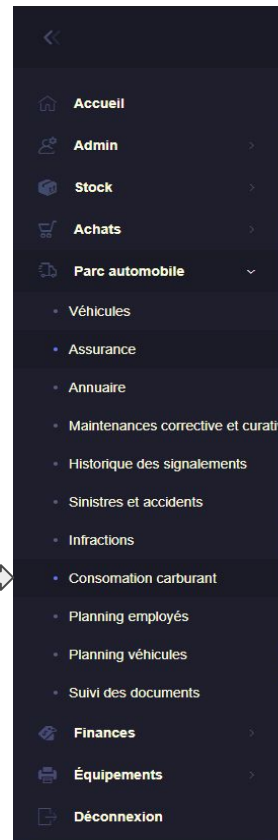 Accueil
Admin
Stock
Achats
Parc automobile
Véhicules
Assurance
Annuaire
Maintenances corrective et curati
Historique des signalements
Sinistres et accidents
Infractions
Consomation carburant
Planning employés
Planning véhicules
Suivi des documents
Finances
Équipements
Déconnexion